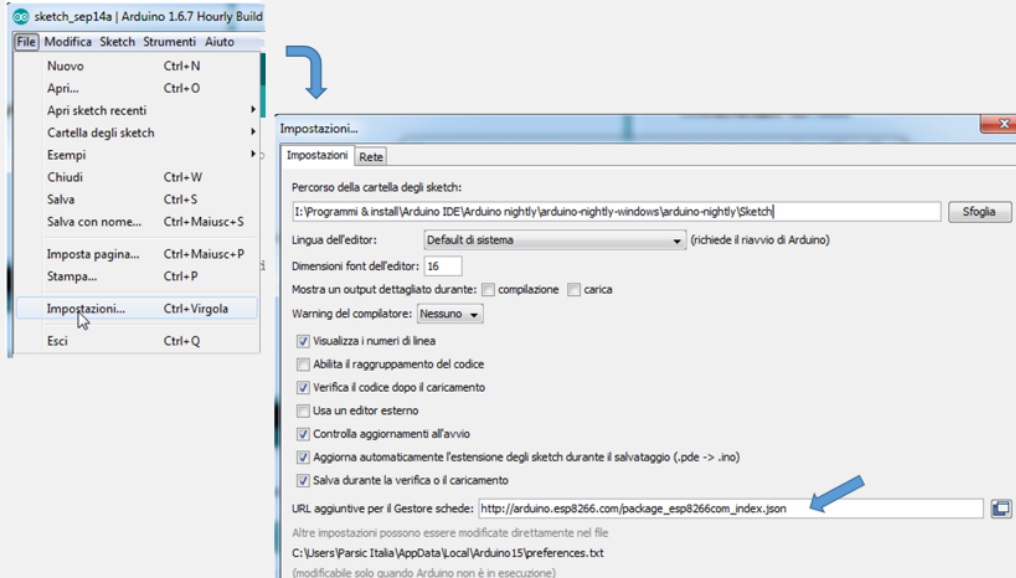 sketch_sep14a | Arduino 1.6.7 Hourly Build
File Modifica Sketch Strumenti Aiuto
Nuovo Ctrl+N
Apri... Ctrl+O
Apri sketch recenti
Cartella degli sketch
Esempi
Chiudi Ctrl+W
Salva Ctrl+S
Salva con nome... Ctrl+Maiusc+S
Imposta pagina... Ctrl+Maiusc+P
Stampa... Ctrl+P
Impostazioni... Ctrl+Virgola
Esci Ctrl+Q
Impostazioni...
Impostazioni Rete
Percorso della cartella degli sketch:
I:\Programmi & install\Arduino IDE\Arduino nightly\arduino-nightly-windows\arduino-nightly\Sketch Sfoglia
Lingua dell'editor: Default di sistema (richiede il riavvio di Arduino)
Dimensioni font dell'editor: 16
Mostra un output dettagliato durante: compilazione carica
Warning del compilatore: Nessuno
Visualizza i numeri di linea
Abilita il raggruppamento del codice
Verifica il codice dopo il caricamento
Usa un editor esterno
Controlla aggiornamenti all'avvio
Aggiorna automaticamente l'estensione degli sketch durante il salvataggio (.pde -> .ino)
Salva durante la verifica o il caricamento
URL aggiuntive per il Gestore schede: http://arduino.esp8266.com/package_esp8266com_index.json
Altre impostazioni possono essere modificate direttamente nel file
C:\Users\Parsic Italia\AppData\Local\Arduino15\preferences.txt
(modificabile solo quando Arduino non è in esecuzione)